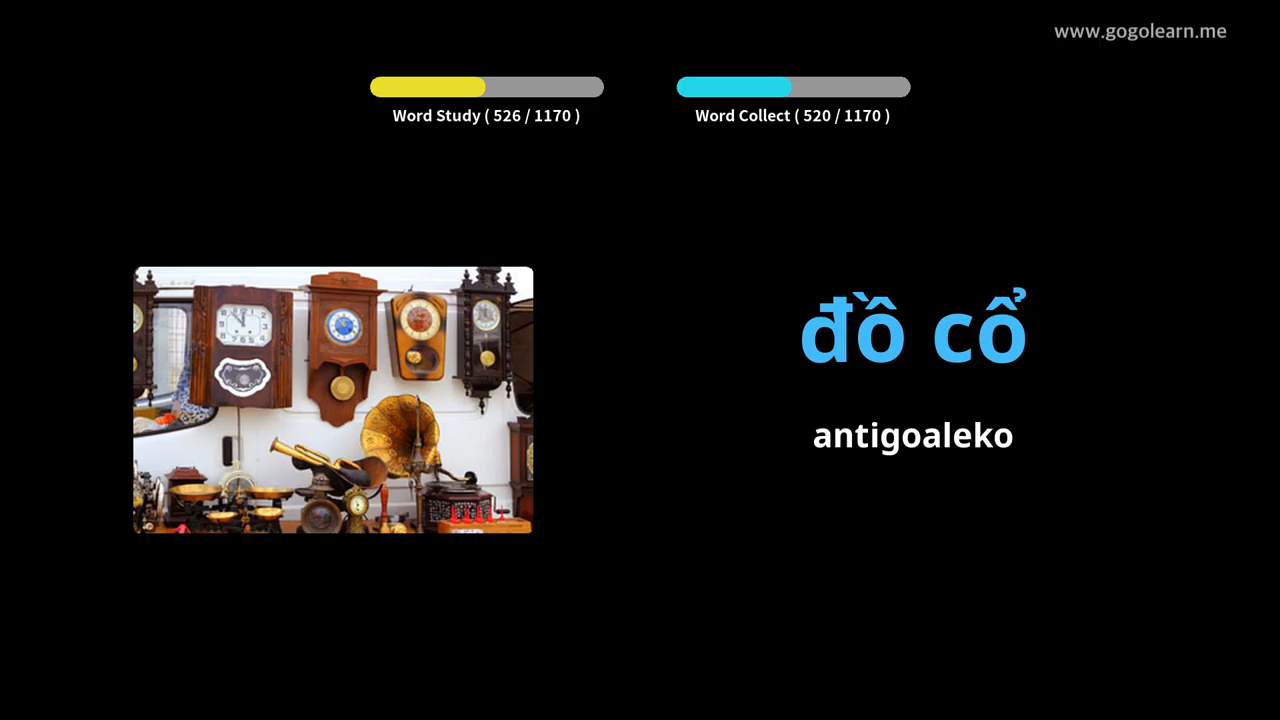 www.gogolearn.me
Word Study ( 526 / 1170 )
Word Collect ( 520 / 1170 )
đồ cổ
antigoaleko